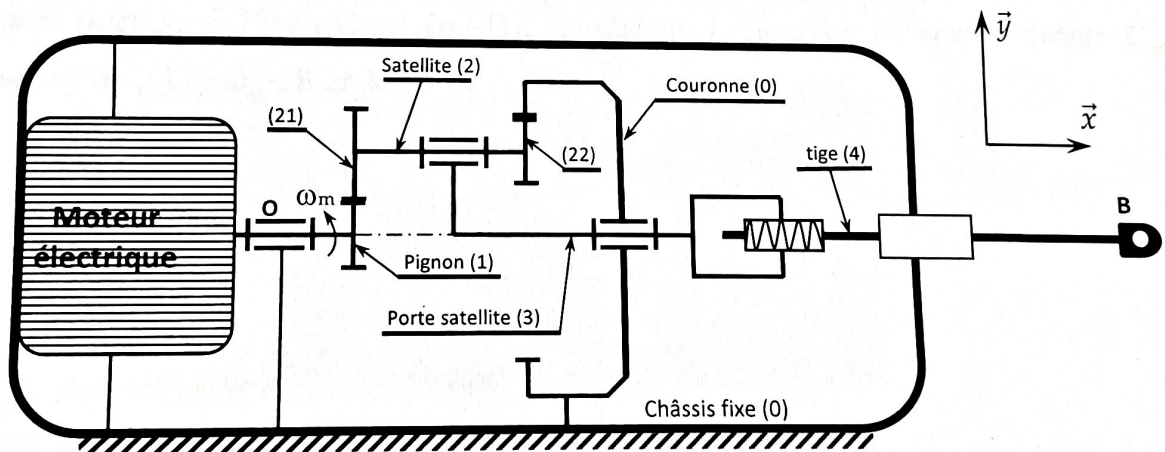 Satellite (2)
Couronne (0)
(21)
(22)
tige (4)
y
x
ωm
O
B
Moteur
électrique
Pignon (1)
Porte satellite (3)
Châssis fixe (0)